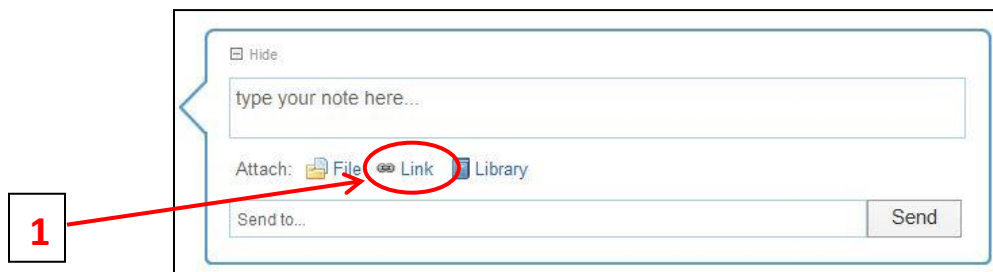 Hide
type your note here...
Attach: File Link Library
Send to... Send
1